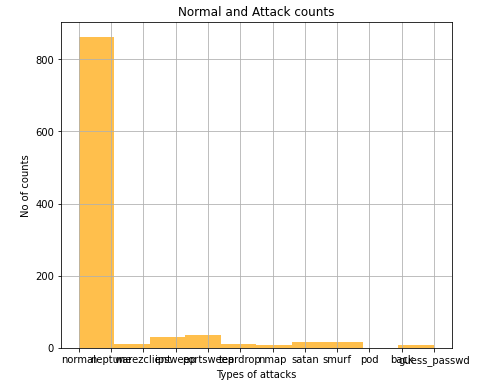 Normal and Attack counts
No of counts
800
600
400
200
0
normal neptune warezclient ipsweep portsweep teardrop nmap satan smurf pod back guess_passwd
Types of attacks